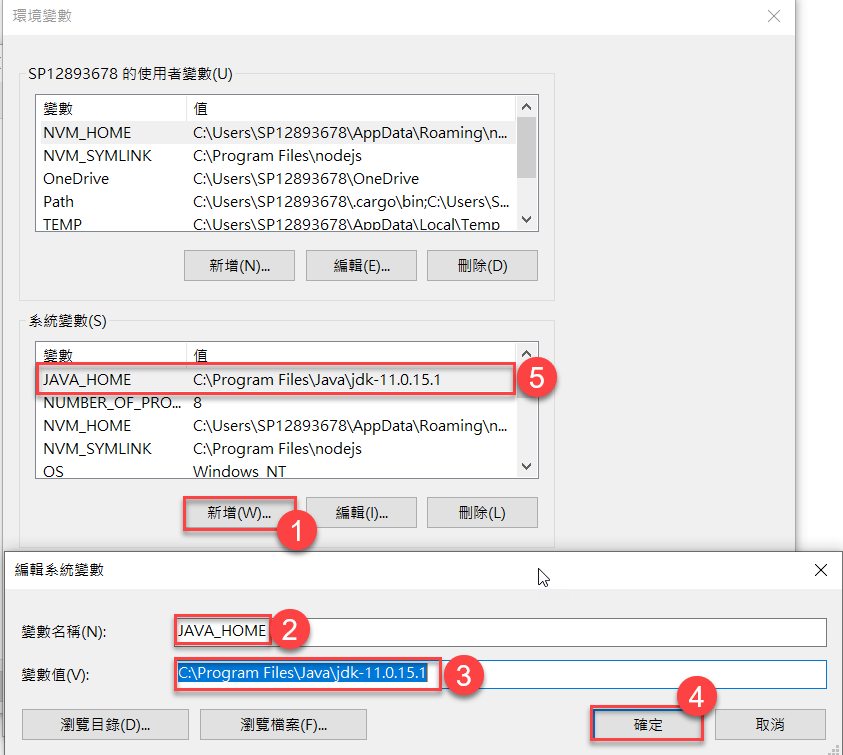 環境變數
SP12893678 的使用者變數(U)
變數 值
NVM_HOME C:\Users\SP12893678\AppData\Roaming\n...
NVM_SYMLINK C:\Program Files\nodejs
OneDrive C:\Users\SP12893678\OneDrive
Path C:\Users\SP12893678\.cargo\bin;C:\Users\S...
TEMP C:\Users\SP12893678\AppData\Local\Temp
新增(N)... 編輯(E)... 刪除(D)
系統變數(S)
變數 值
JAVA_HOME C:\Program Files\Java\jdk-11.0.15.1 5
NUMBER_OF_PRO... 8
NVM_HOME C:\Users\SP12893678\AppData\Roaming\n...
NVM_SYMLINK C:\Program Files\nodejs
OS Windows_NT
新增(W)... 編輯(I)... 刪除(L)
1
編輯系統變數
變數名稱(N): JAVA_HOME 2
變數值(V): C:\Program Files\Java\jdk-11.0.15.1 3
4
瀏覽目錄(D)... 瀏覽檔案(F)... 確定 取消